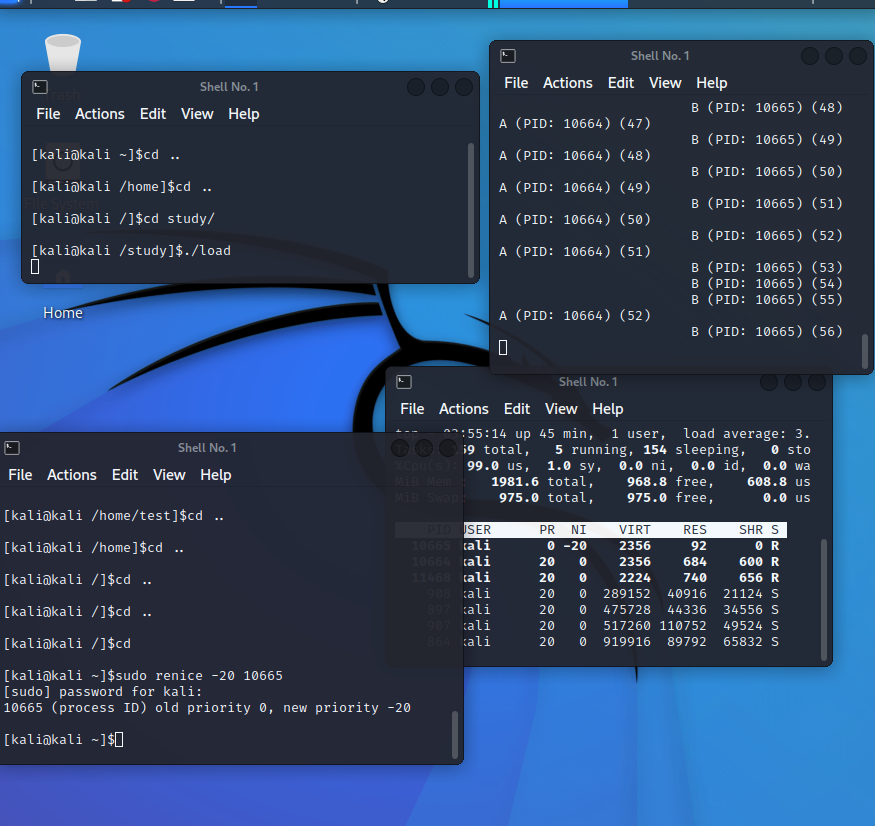 Shell No. 1
File Actions Edit View Help
[kali@kali ~]$cd ..
[kali@kali /home]$cd ..
[kali@kali /]$cd study/
[kali@kali /study]$./load
Home
Shell No. 1
File Actions Edit View Help
B (PID: 10665) (48)
A (PID: 10664) (47)
B (PID: 10665) (49)
A (PID: 10664) (48)
B (PID: 10665) (50)
A (PID: 10664) (49)
B (PID: 10665) (51)
A (PID: 10664) (50)
B (PID: 10665) (52)
A (PID: 10664) (51)
B (PID: 10665) (53)
B (PID: 10665) (54)
B (PID: 10665) (55)
A (PID: 10664) (52)
B (PID: 10665) (56)
Shell No. 1
File Actions Edit View Help
:55:14 up 45 min, 1 user, load average: 3.
59 total, 5 running, 154 sleeping, 0 sto
99.0 us, 1.0 sy, 0.0 ni, 0.0 id, 0.0 wa
MiB Mem : 1981.6 total, 968.8 free, 608.8 us
MiB Swap: 975.0 total, 975.0 free, 0.0 us
PID USER PR NI VIRT RES SHR S
10665 kali 0 -20 2356 92 0 R
10664 kali 20 0 2356 684 600 R
11468 kali 20 0 2224 740 656 R
kali 20 0 289152 40916 21124 S
kali 20 0 475728 44336 34556 S
kali 20 0 517260 110752 49524 S
kali 20 0 919916 89792 65832 S
Shell No. 1
File Actions Edit View Help
[kali@kali /home/test]$cd ..
[kali@kali /home]$cd ..
[kali@kali /]$cd ..
[kali@kali /]$cd ..
[kali@kali /]$cd
[kali@kali ~]$sudo renice -20 10665
[sudo] password for kali:
10665 (process ID) old priority 0, new priority -20
[kali@kali ~]$